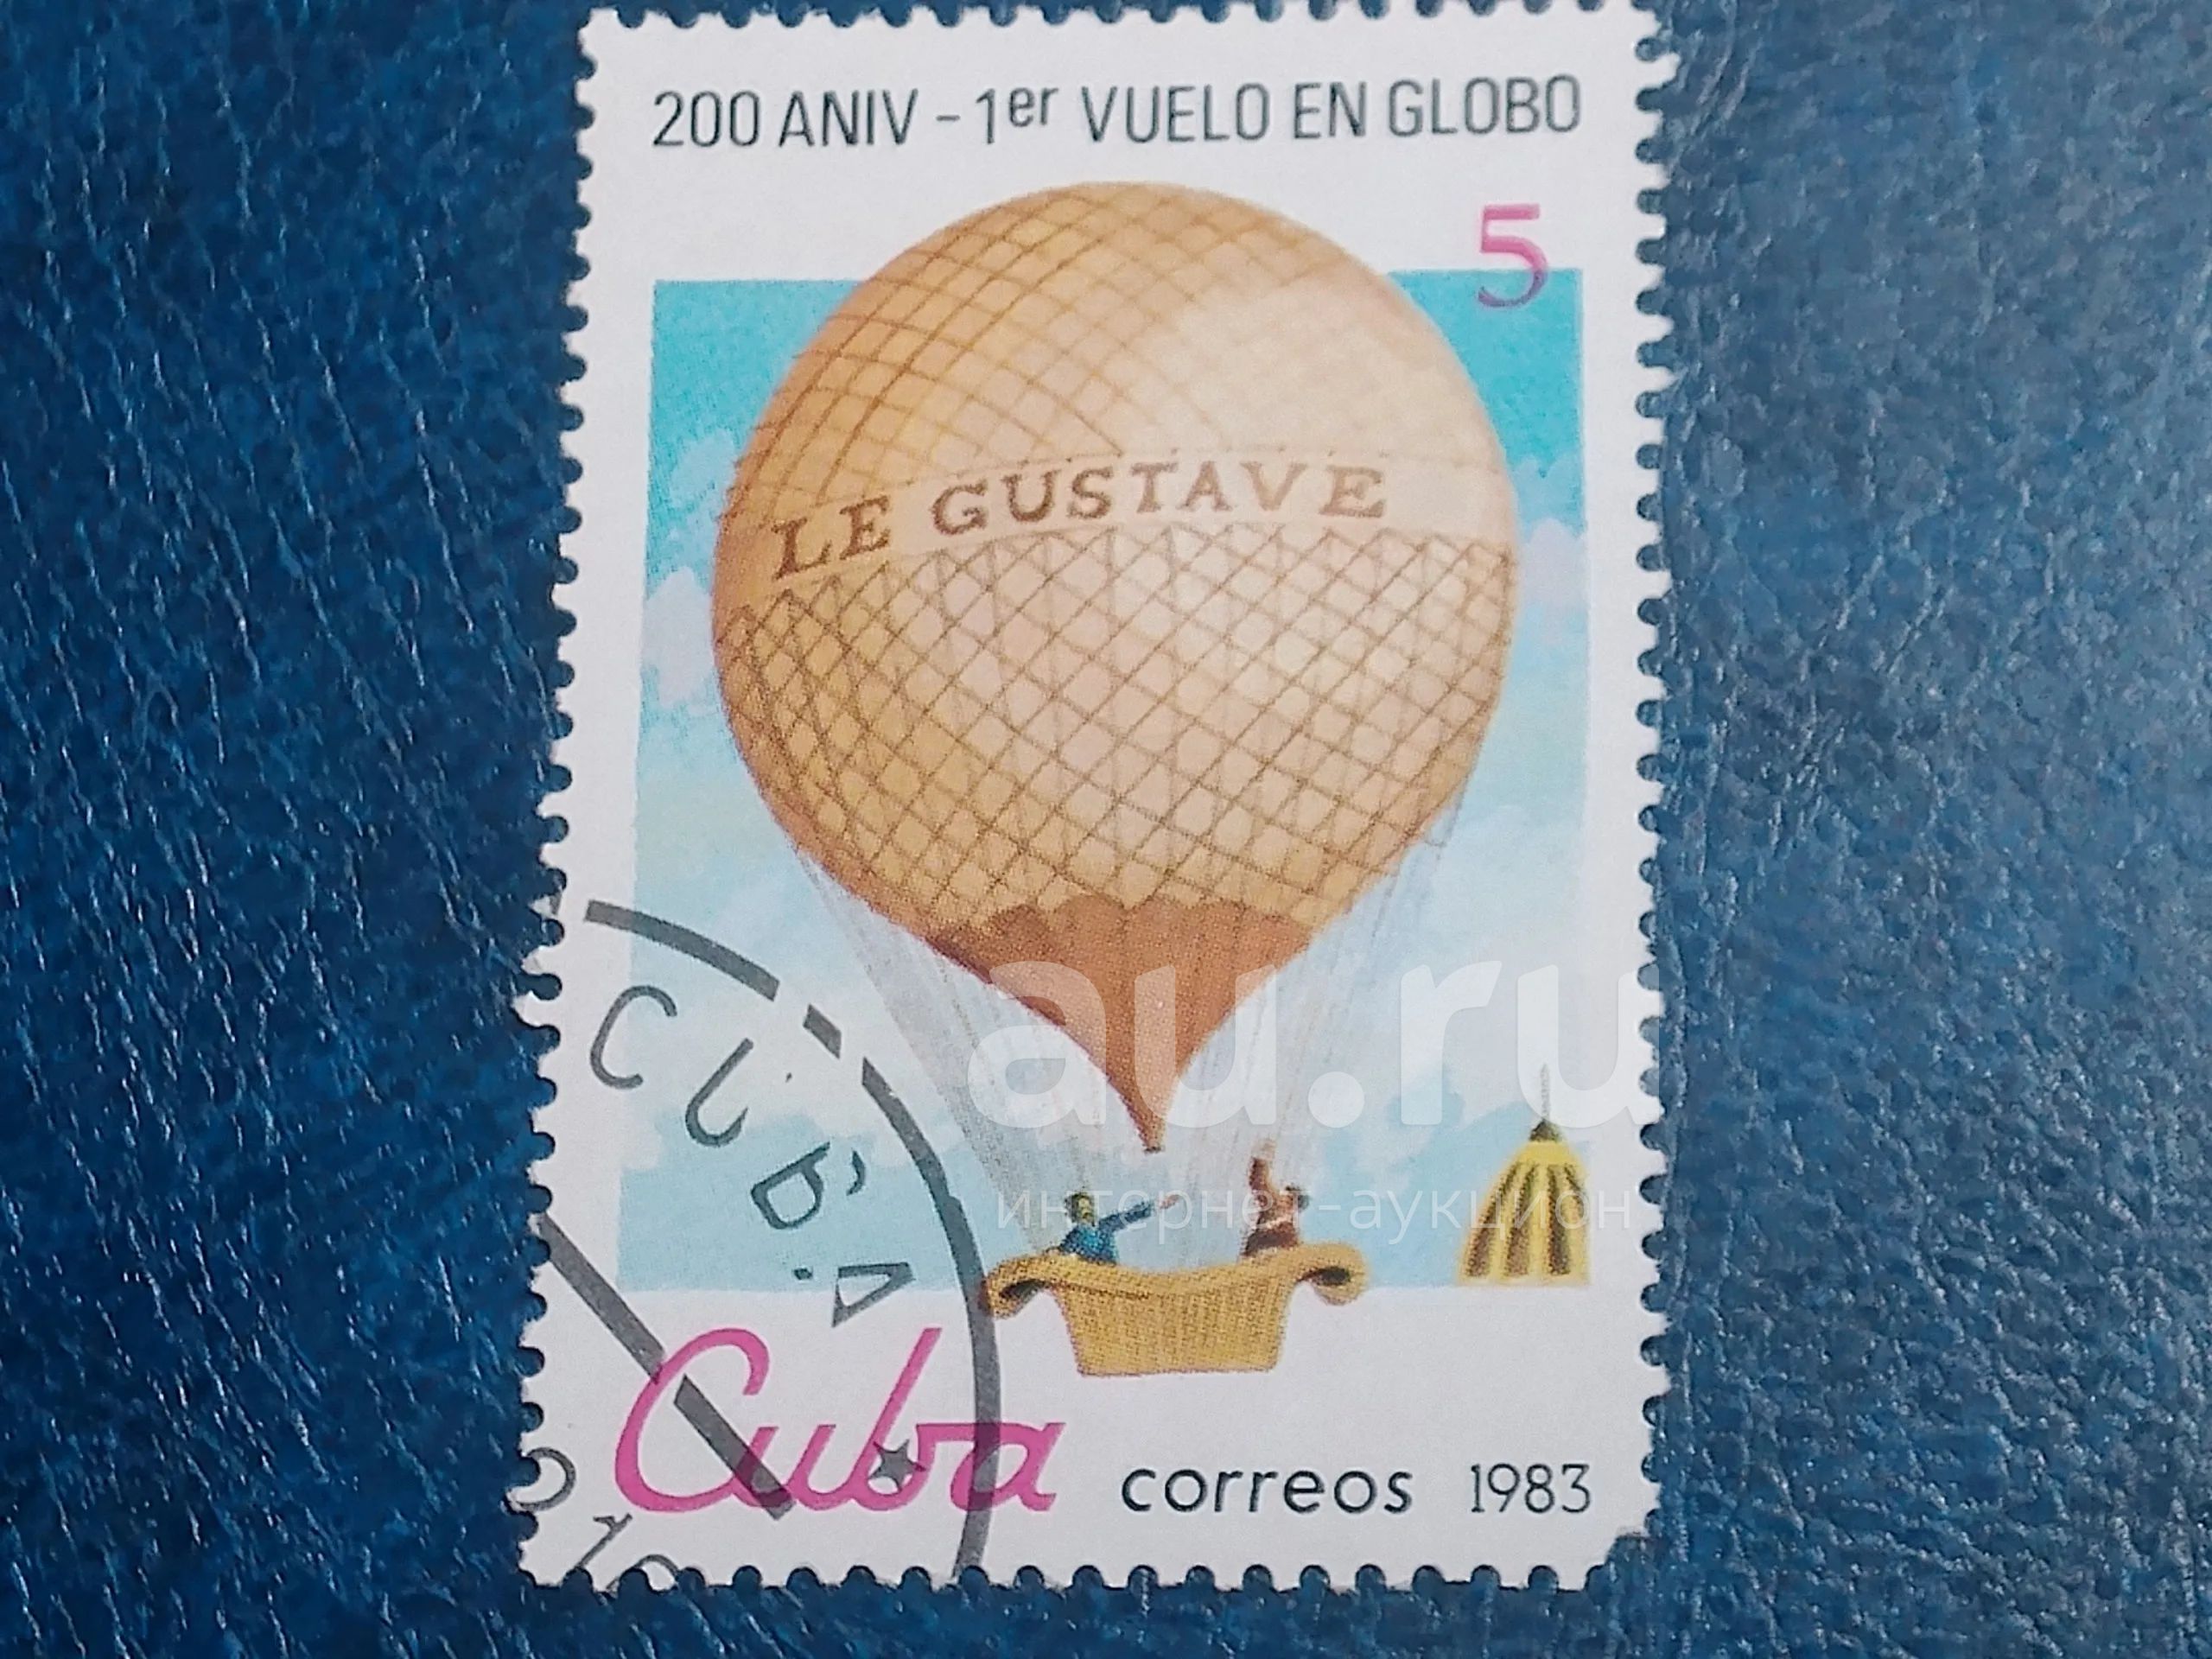 200 ANIV - 1er VUELO EN GLOBO
5
LE GUSTAVE
au.ru
интернет-аукцион
CUBA
Cuba correos 1983